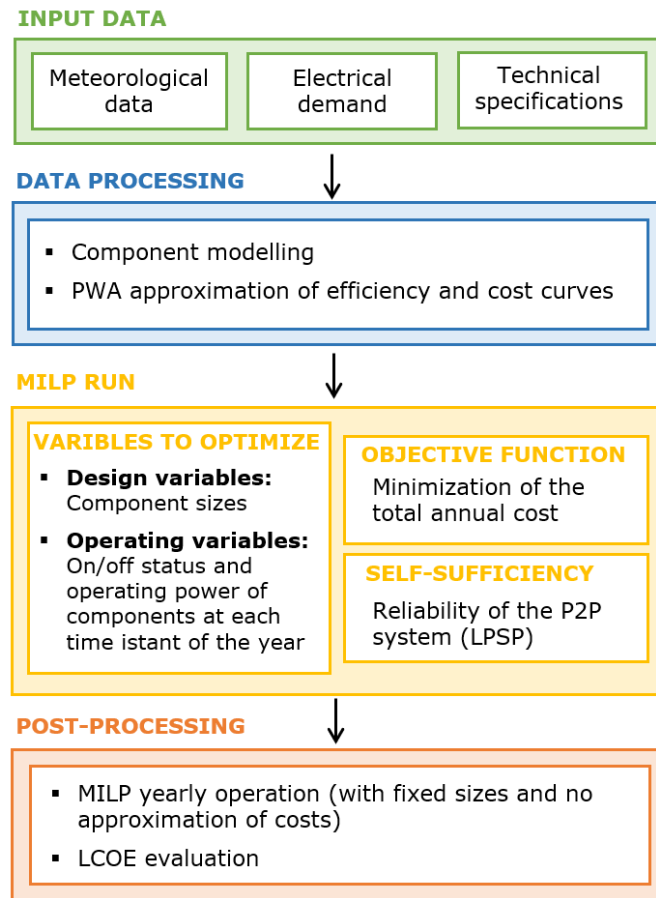 INPUT DATA
Meteorological
data
Electrical
demand
Technical
specifications
DATA PROCESSING
▪ Component modelling
▪ PWA approximation of efficiency and cost curves
MILP RUN
VARIBLES TO OPTIMIZE
▪ Design variables:
Component sizes
▪ Operating variables:
On/off status and
operating power of
components at each
time istant of the year
OBJECTIVE FUNCTION
Minimization of the
total annual cost
SELF-SUFFICIENCY
Reliability of the P2P
system (LPSP)
POST-PROCESSING
▪ MILP yearly operation (with fixed sizes and no
approximation of costs)
▪ LCOE evaluation